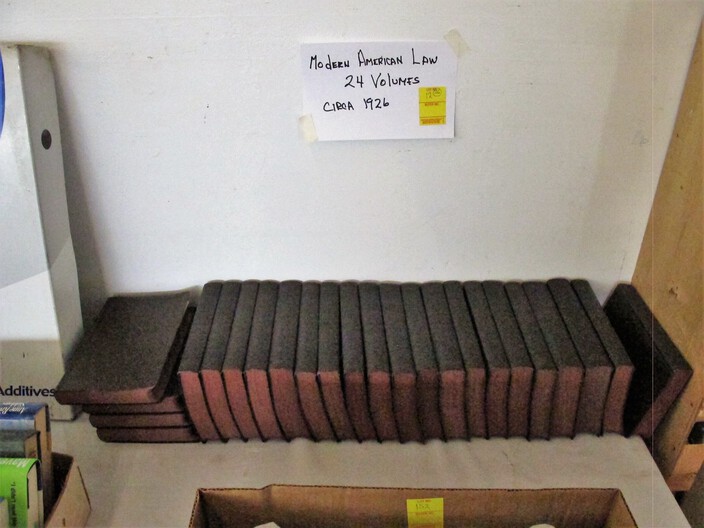 Modern American Law
24 Volumes
Circa 1926
Additives